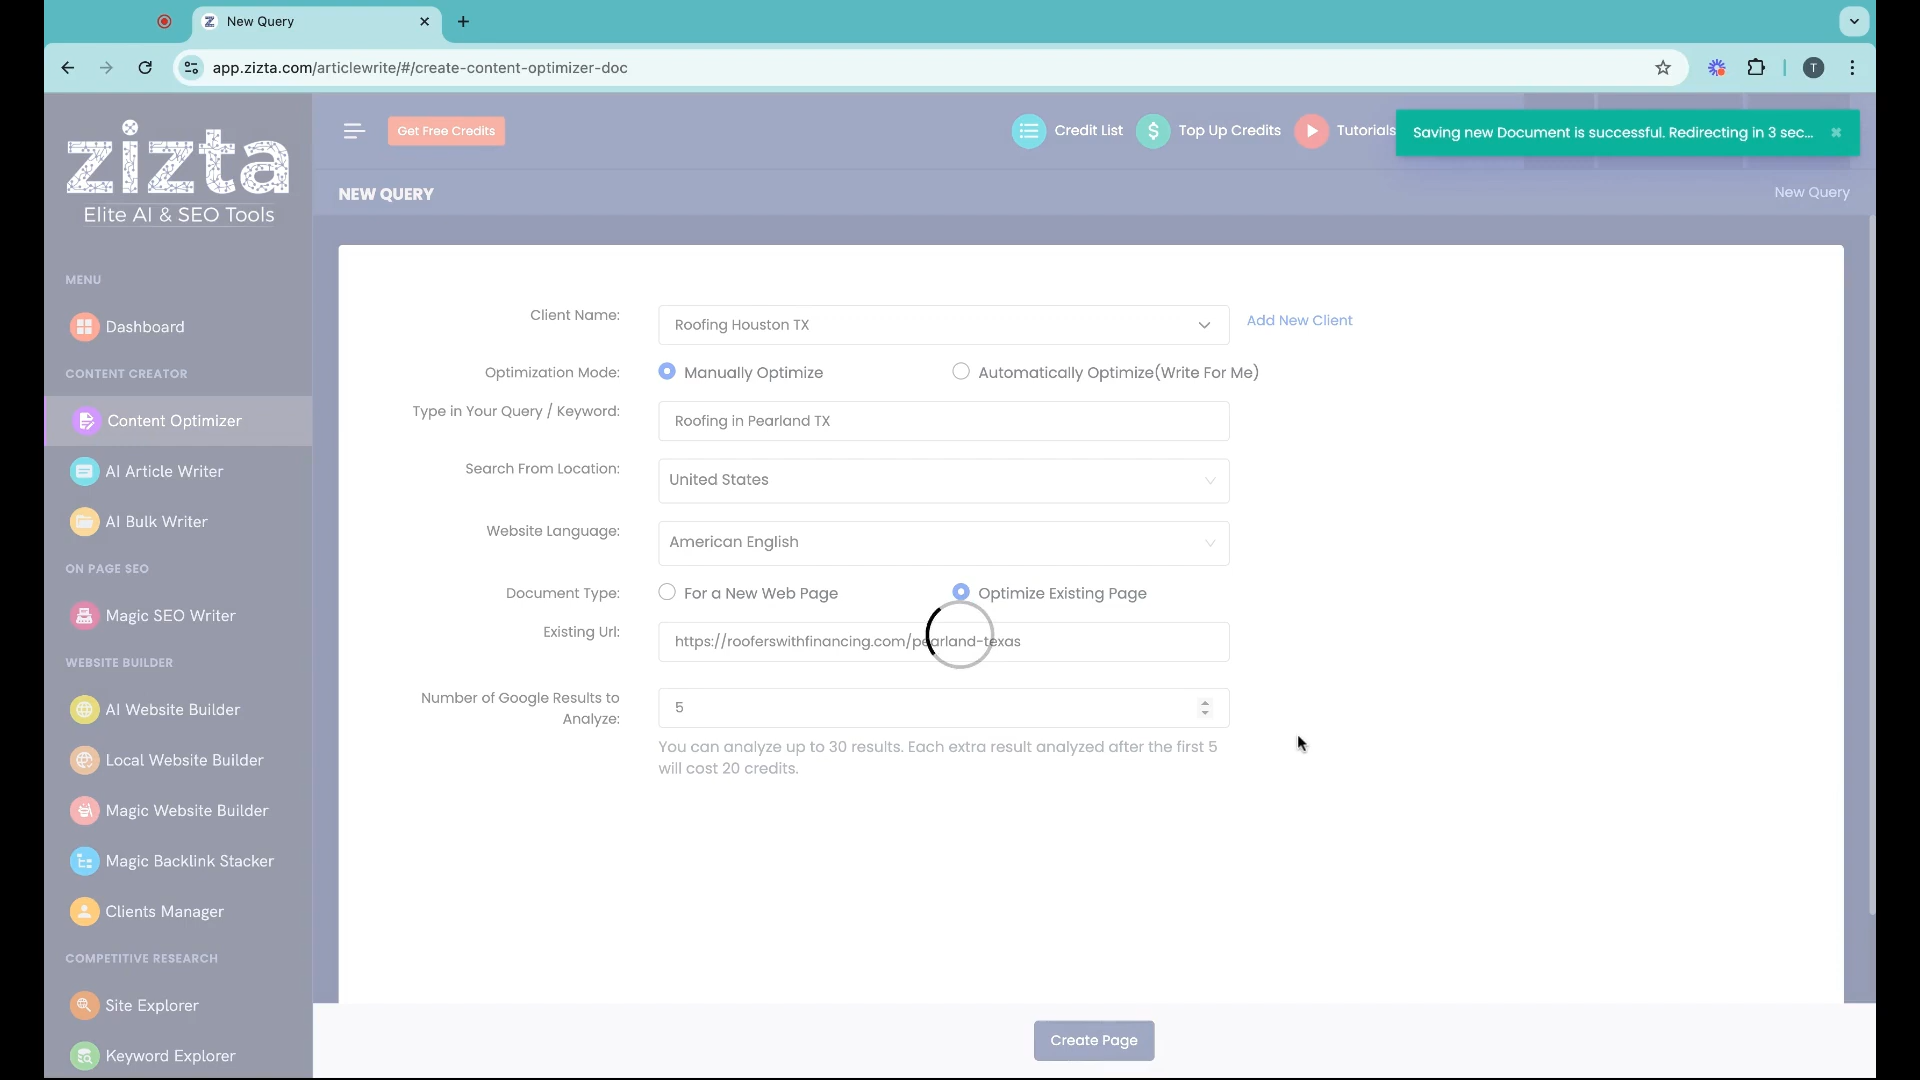 New Query
app.zizta.com/articlewrite/#/create-content-optimizer-doc
T
zizta
Elite AI & SEO Tools
Get Free Credits
Credit List
Top Up Credits
Tutorials
Saving new Document is successful. Redirecting in 3 sec...
NEW QUERY
New Query
MENU
Dashboard
CONTENT CREATOR
Content Optimizer
AI Article Writer
AI Bulk Writer
ON PAGE SEO
Magic SEO Writer
WEBSITE BUILDER
AI Website Builder
Local Website Builder
Magic Website Builder
Magic Backlink Stacker
Clients Manager
COMPETITIVE RESEARCH
Site Explorer
Keyword Explorer
Client Name:
Roofing Houston TX
Add New Client
Optimization Mode:
Manually Optimize
Automatically Optimize(Write For Me)
Type in Your Query / Keyword:
Roofing in Pearland TX
Search From Location:
United States
Website Language:
American English
Document Type:
For a New Web Page
Optimize Existing Page
Existing Url:
https://rooferswithfinancing.com/pearland-texas
Number of Google Results to
Analyze:
5
You can analyze up to 30 results. Each extra result analyzed after the first 5
will cost 20 credits.
Create Page